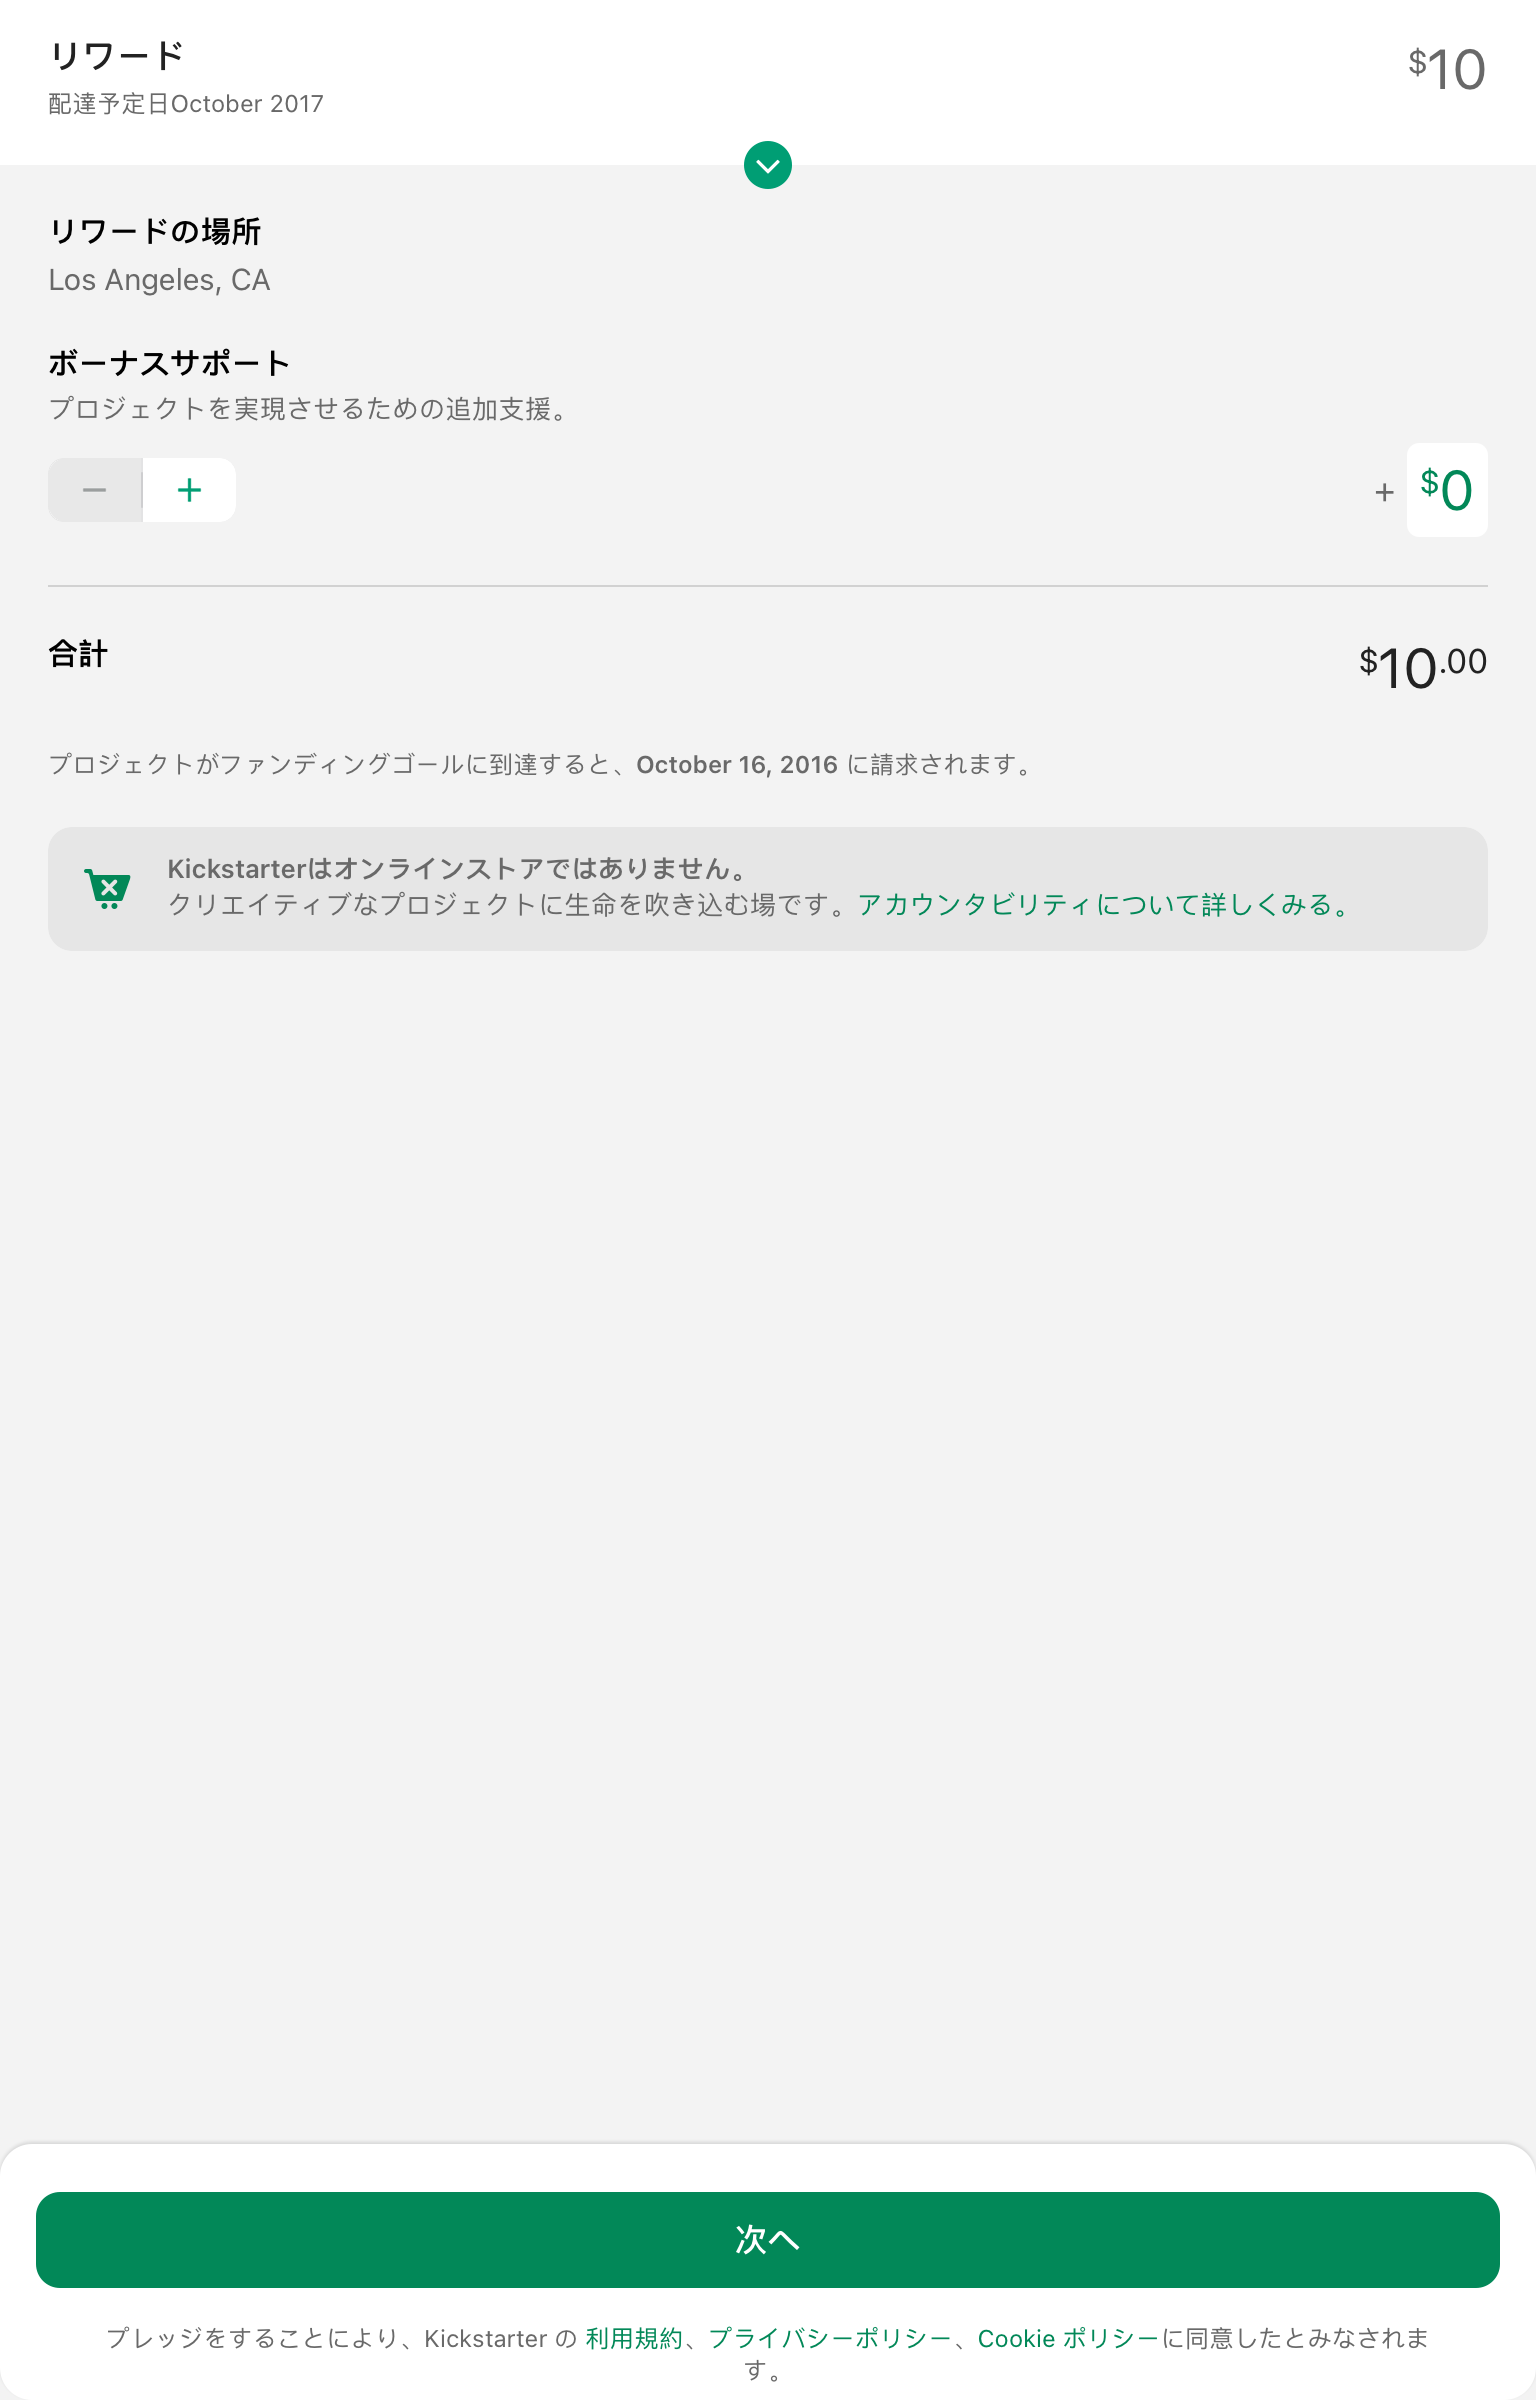 リワード
$10
配達予定日October 2017
リワードの場所
Los Angeles, CA
ボーナスサポート
プロジェクトを実現させるための追加支援。
− +
+ $0
合計
$10.00
プロジェクトがファンディングゴールに到達すると、October 16, 2016 に請求されます。
Kickstarterはオンラインストアではありません。
クリエイティブなプロジェクトに生命を吹き込む場です。アカウンタビリティについて詳しくみる。
次へ
プレッジをすることにより、Kickstarter の 利用規約、プライバシーポリシー、Cookie ポリシーに同意したとみなされま
す。